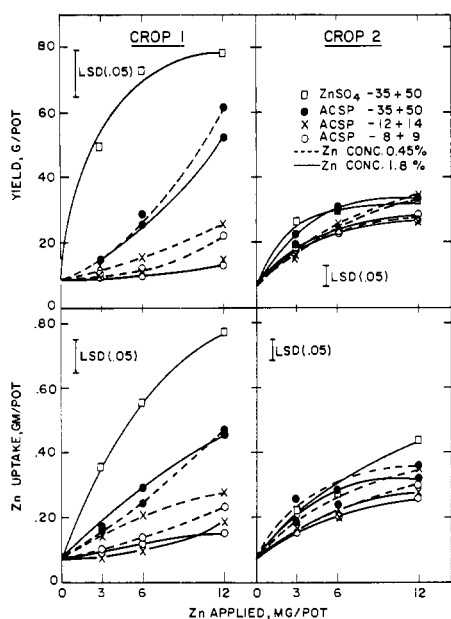 CROP 1
CROP 2
80
60
40
20
0
YIELD, G/POT
LSD(.05)
□ ZnSO4 -35+50
● ACSP -35+50
× ACSP -12+14
○ ACSP -8+9
---- Zn CONC. 0.45%
— Zn CONC. 1.8 %
LSD(.05)
.80
.60
.40
.20
0
Zn UPTAKE, GM/POT
LSD(.05)
LSD(.05)
0 3 6 12 0 3 6 12
Zn APPLIED, MG/POT